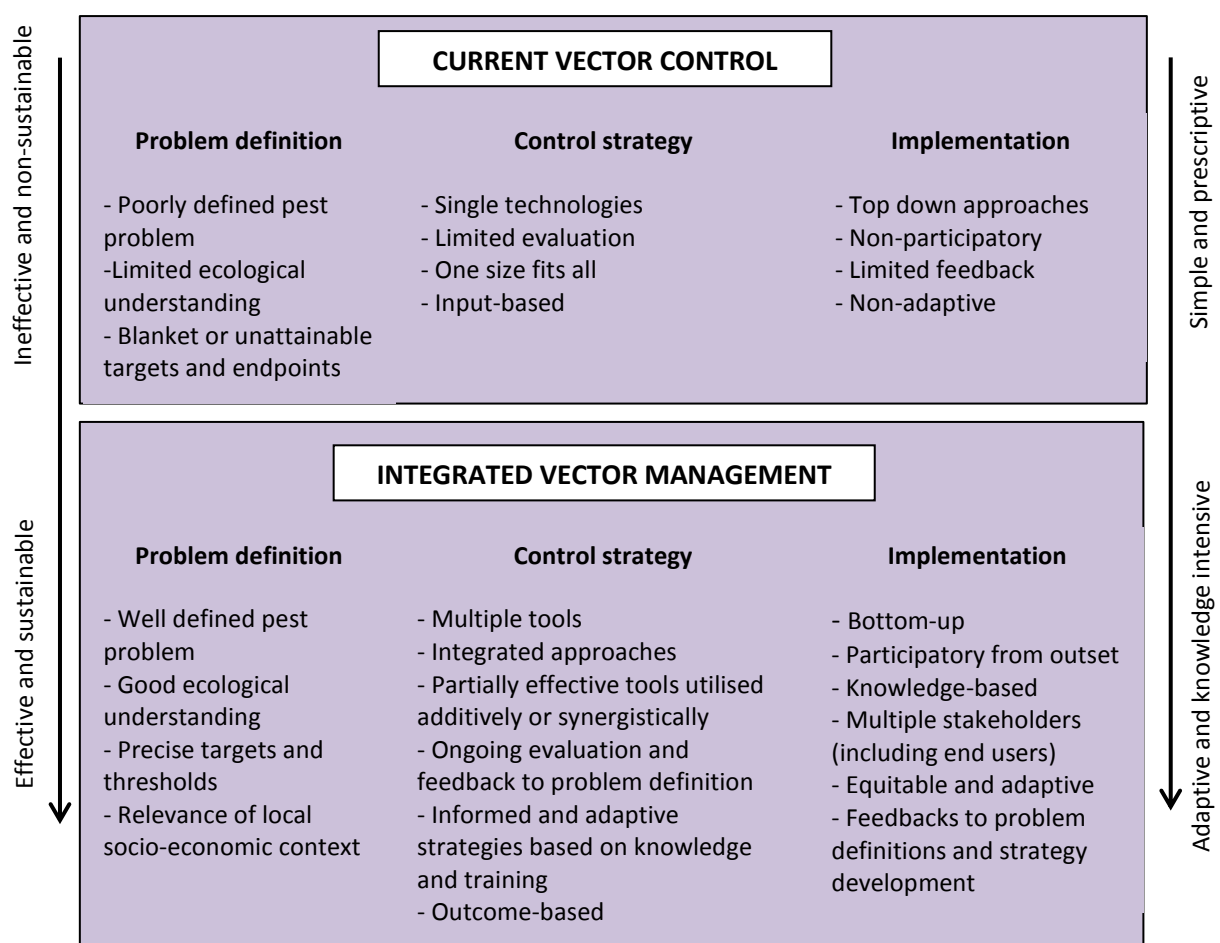 CURRENT VECTOR CONTROL
Problem definition
- Poorly defined pest
problem
-Limited ecological
understanding
- Blanket or unattainable
targets and endpoints
Control strategy
- Single technologies
- Limited evaluation
- One size fits all
- Input-based
Implementation
- Top down approaches
- Non-participatory
- Limited feedback
- Non-adaptive
INTEGRATED VECTOR MANAGEMENT
Problem definition
- Well defined pest
problem
- Good ecological
understanding
- Precise targets and
thresholds
- Relevance of local
socio-economic context
Control strategy
- Multiple tools
- Integrated approaches
- Partially effective tools utilised
additively or synergistically
- Ongoing evaluation and
feedback to problem definition
- Informed and adaptive
strategies based on knowledge
and training
- Outcome-based
Implementation
- Bottom-up
- Participatory from outset
- Knowledge-based
- Multiple stakeholders
(including end users)
- Equitable and adaptive
- Feedbacks to problem
definitions and strategy
development
Ineffective and non-sustainable
Effective and sustainable
Simple and prescriptive
Adaptive and knowledge intensive